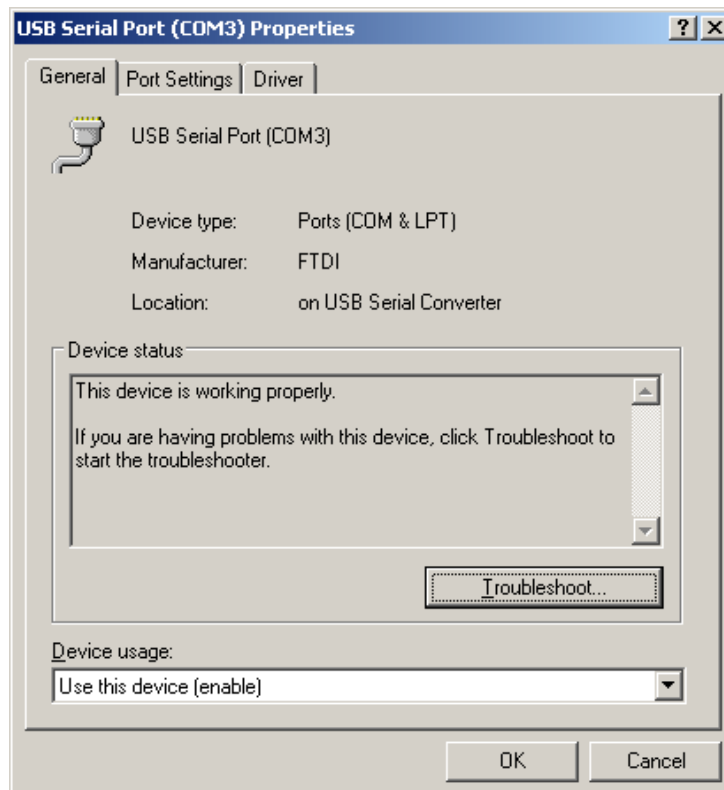 USB Serial Port (COM3) Properties
General Port Settings Driver
USB Serial Port (COM3)
Device type: Ports (COM & LPT)
Manufacturer: FTDI
Location: on USB Serial Converter
Device status
This device is working properly.
If you are having problems with this device, click Troubleshoot to
start the troubleshooter.
Troubleshoot...
Device usage:
Use this device (enable)
OK Cancel